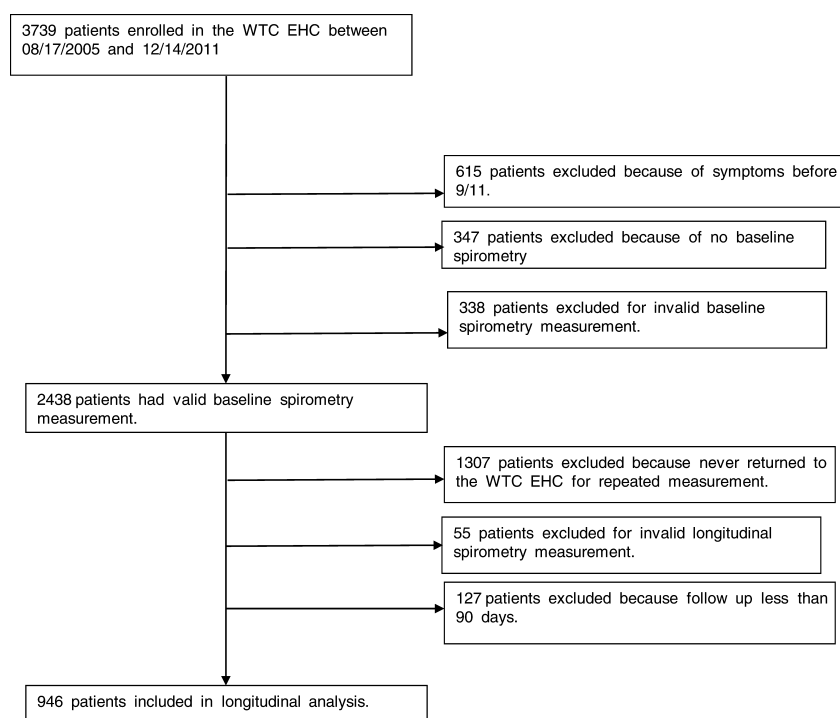 3739 patients enrolled in the WTC EHC between
08/17/2005 and 12/14/2011
615 patients excluded because of symptoms before
9/11.
347 patients excluded because of no baseline
spirometry
338 patients excluded for invalid baseline
spirometry measurement.
2438 patients had valid baseline spirometry
measurement.
1307 patients excluded because never returned to
the WTC EHC for repeated measurement.
55 patients excluded for invalid longitudinal
spirometry measurement.
127 patients excluded because follow up less than
90 days.
946 patients included in longitudinal analysis.